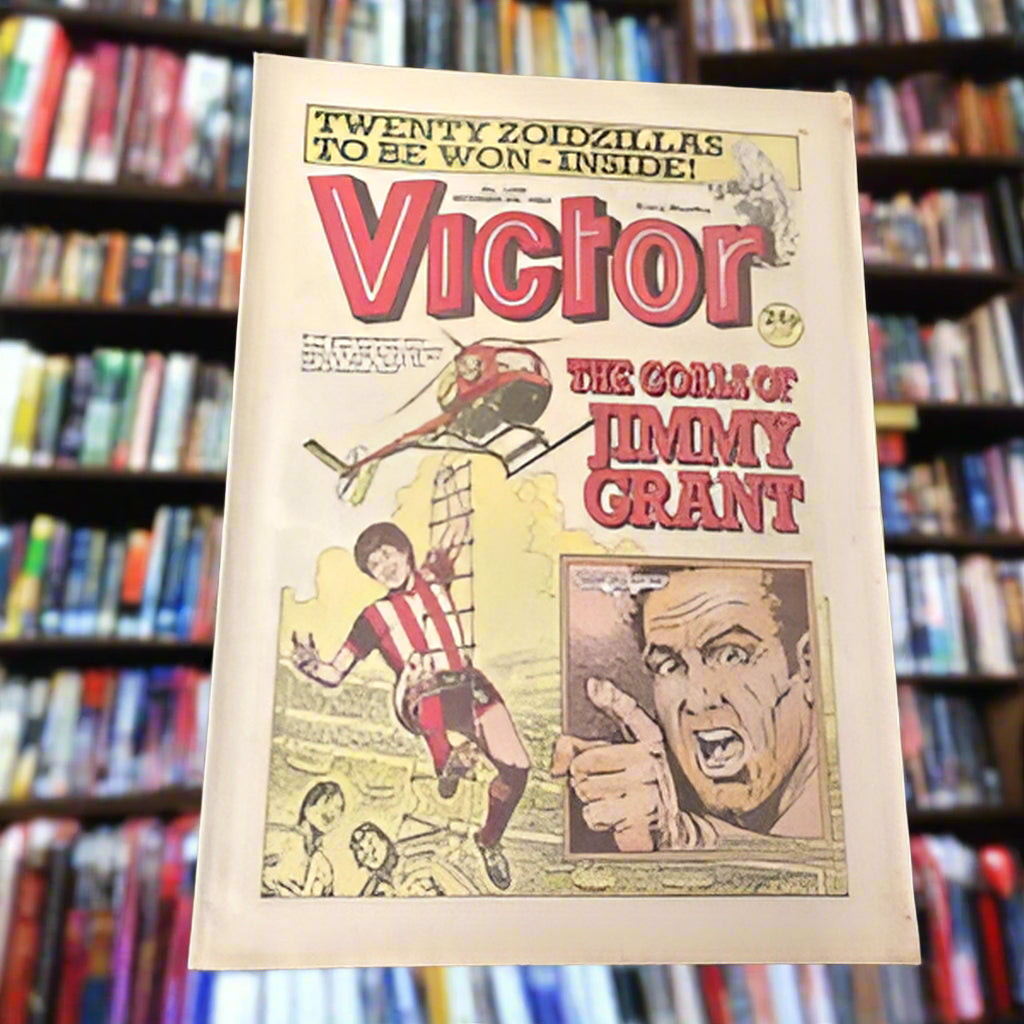 TWENTY ZOIDZILLAS
TO BE WON - INSIDE!
Victor
THE GOALS OF
JIMMY
GRANT